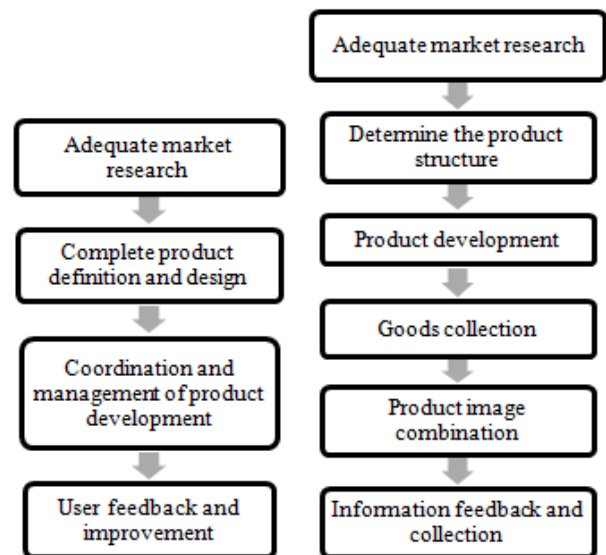 Adequate market
research
Complete product
definition and design
Coordination and
management of product
development
User feedback and
improvement
Adequate market research
Determine the product
structure
Product development
Goods collection
Product image
combination
Information feedback and
collection